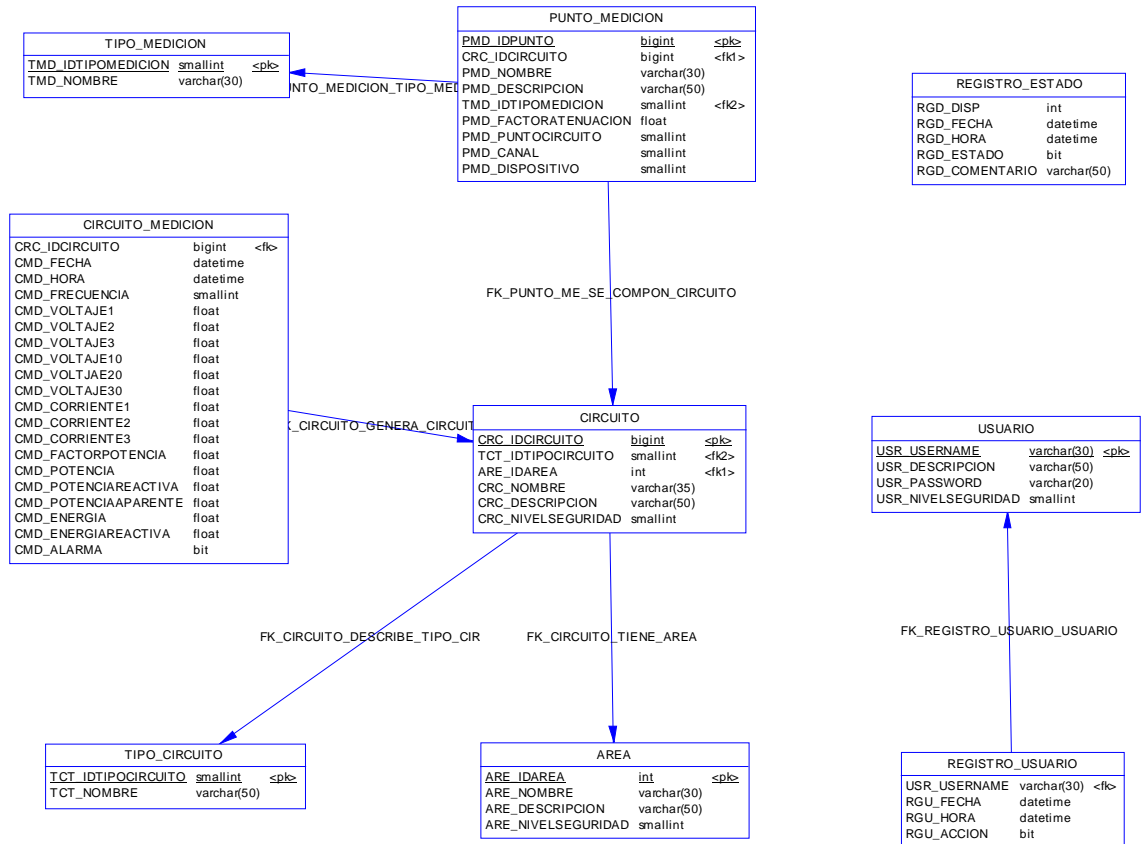 TIPO_MEDICION
TMD_IDTIPOMEDICION smallint <pk>
TMD_NOMBRE varchar(30)
PUNTO_MEDICION
PMD_IDPUNTO bigint <pk>
CRC_IDCIRCUITO bigint <fk1>
PMD_NOMBRE varchar(30)
PMD_DESCRIPCION varchar(50)
TMD_IDTIPOMEDICION smallint <fk2>
PMD_FACTORATENUACION float
PMD_PUNTOCIRCUITO smallint
PMD_CANAL smallint
PMD_DISPOSITIVO smallint
UNTO_MEDICION_TIPO_MED
REGISTRO_ESTADO
RGD_DISP int
RGD_FECHA datetime
RGD_HORA datetime
RGD_ESTADO bit
RGD_COMENTARIO varchar(50)
CIRCUITO_MEDICION
CRC_IDCIRCUITO bigint <fk>
CMD_FECHA datetime
CMD_HORA datetime
CMD_FRECUENCIA smallint
CMD_VOLTAJE1 float
CMD_VOLTAJE2 float
CMD_VOLTAJE3 float
CMD_VOLTAJE10 float
CMD_VOLTJAE20 float
CMD_VOLTAJE30 float
CMD_CORRIENTE1 float
CMD_CORRIENTE2 float
CMD_CORRIENTE3 float
CMD_FACTORPOTENCIA float
CMD_POTENCIA float
CMD_POTENCIAREACTIVA float
CMD_POTENCIAAPARENTE float
CMD_ENERGIA float
CMD_ENERGIAREACTIVA float
CMD_ALARMA bit
FK_PUNTO_ME_SE_COMPON_CIRCUITO
K_CIRCUITO_GENERA_CIRCUIT
CIRCUITO
CRC_IDCIRCUITO bigint <pk>
TCT_IDTIPOCIRCUITO smallint <fk2>
ARE_IDAREA int <fk1>
CRC_NOMBRE varchar(35)
CRC_DESCRIPCION varchar(50)
CRC_NIVELSEGURIDAD smallint
USUARIO
USR_USERNAME varchar(30) <pk>
USR_DESCRIPCION varchar(50)
USR_PASSWORD varchar(20)
USR_NIVELSEGURIDAD smallint
FK_CIRCUITO_DESCRIBE_TIPO_CIR
FK_CIRCUITO_TIENE_AREA
FK_REGISTRO_USUARIO_USUARIO
TIPO_CIRCUITO
TCT_IDTIPOCIRCUITO smallint <pk>
TCT_NOMBRE varchar(50)
AREA
ARE_IDAREA int <pk>
ARE_NOMBRE varchar(30)
ARE_DESCRIPCION varchar(50)
ARE_NIVELSEGURIDAD smallint
REGISTRO_USUARIO
USR_USERNAME varchar(30) <fk>
RGU_FECHA datetime
RGU_HORA datetime
RGU_ACCION bit